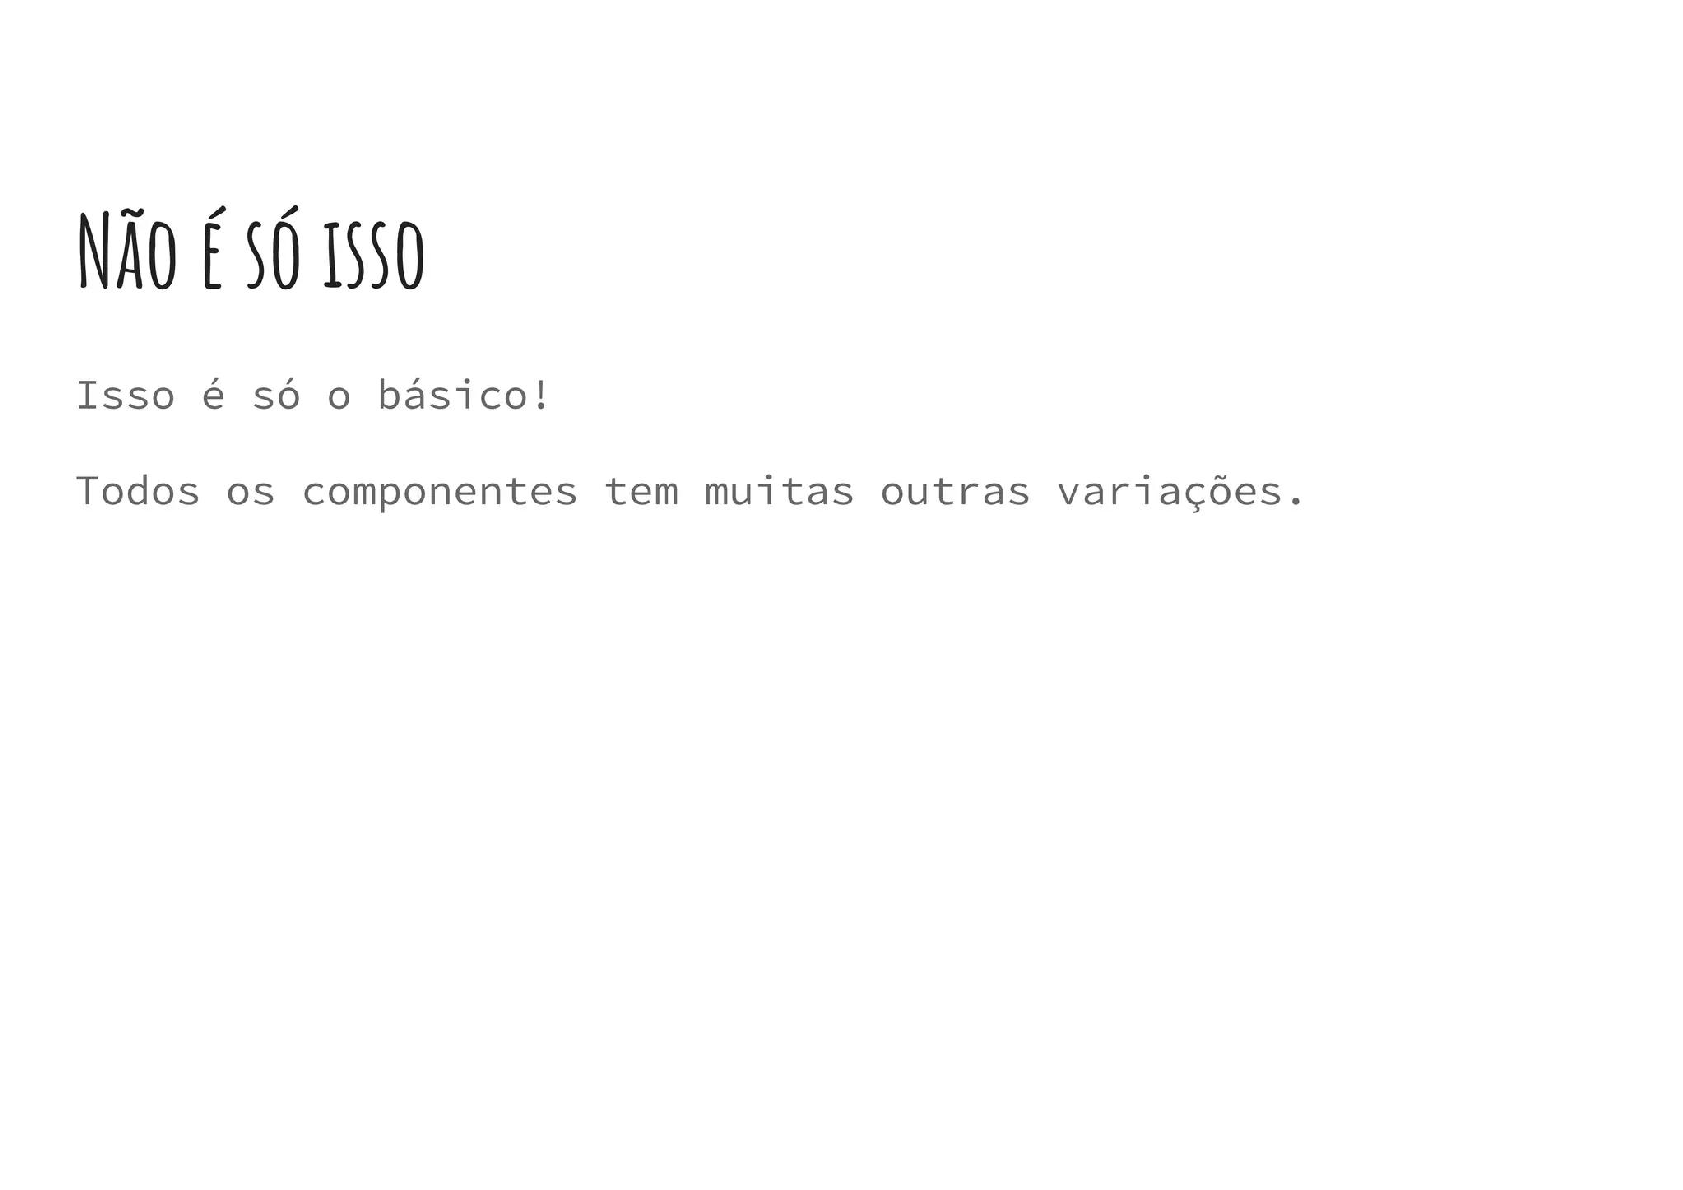 Não é só isso
Isso é só o básico!
Todos os componentes tem muitas outras variações.